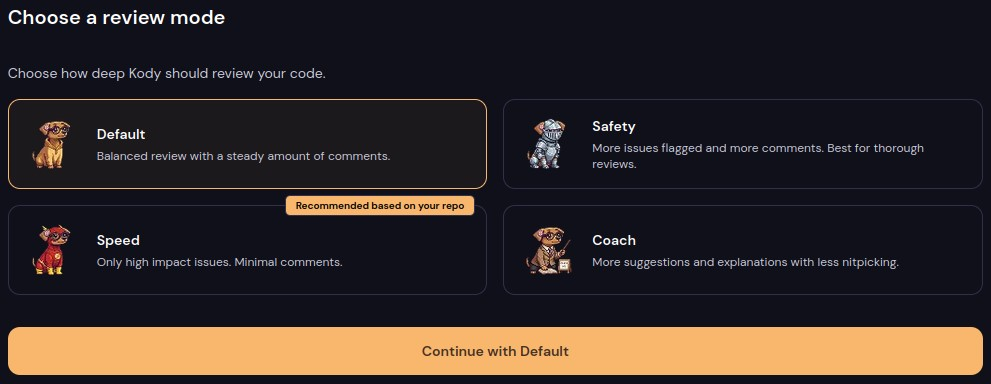 Choose a review mode
Choose how deep Kody should review your code.
Default
Balanced review with a steady amount of comments.
Safety
More issues flagged and more comments. Best for thorough
reviews.
Recommended based on your repo
Speed
Only high impact issues. Minimal comments.
Coach
More suggestions and explanations with less nitpicking.
Continue with Default